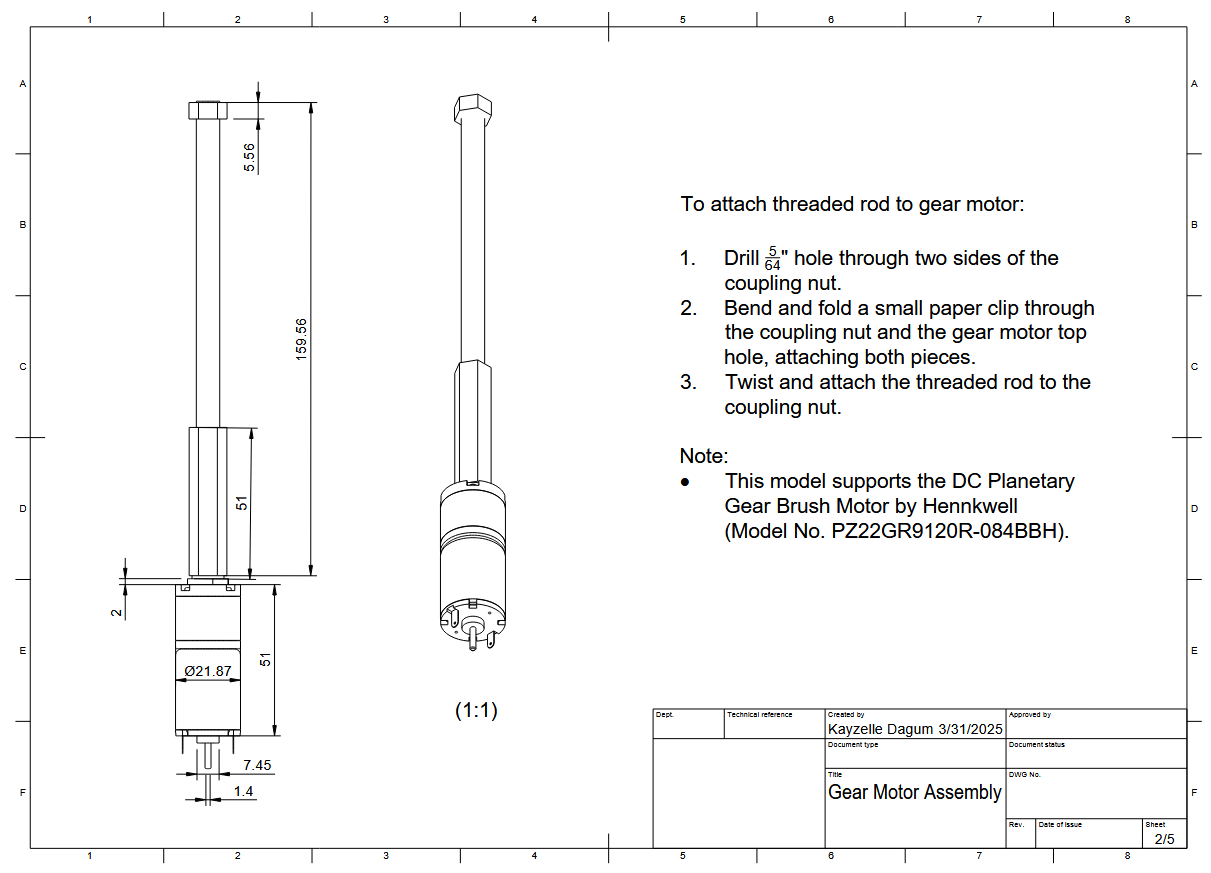 1 2 3 4 5 6 7 8
A A
B B
C C
D D
E E
F F
5.56
159.56
51
2
51
Ø21.87
7.45
1.4
(1:1)
To attach threaded rod to gear motor:
1. Drill 5/64" hole through two sides of the
coupling nut.
2. Bend and fold a small paper clip through
the coupling nut and the gear motor top
hole, attaching both pieces.
3. Twist and attach the threaded rod to the
coupling nut.
Note:
• This model supports the DC Planetary
Gear Brush Motor by Hennkwell
(Model No. PZ22GR9120R-084BBH).
Dept. Technical reference Created by Approved by
Kayzelle Dagum 3/31/2025
Document type Document status
Title DWG No.
Gear Motor Assembly
Rev. Date of issue Sheet
2/5
1 2 3 4 5 6 7 8